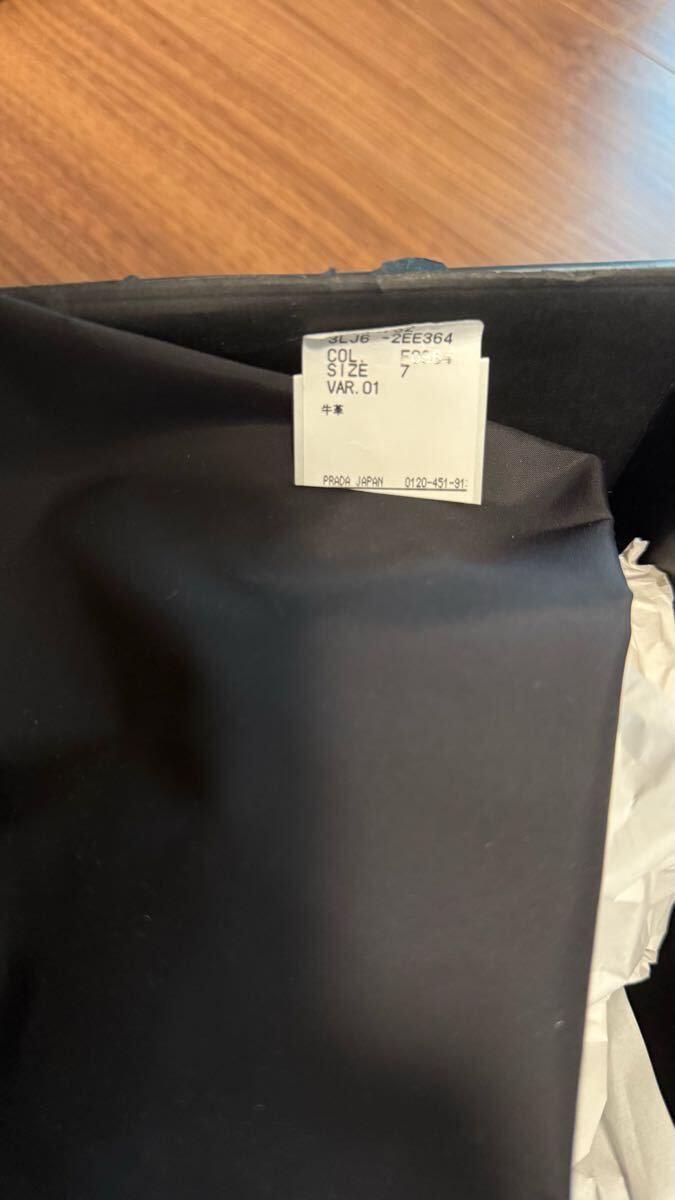 3LJ6 -2EE364
COL.
SIZE 7
VAR.01
牛革
PRADA JAPAN 0120-451-91